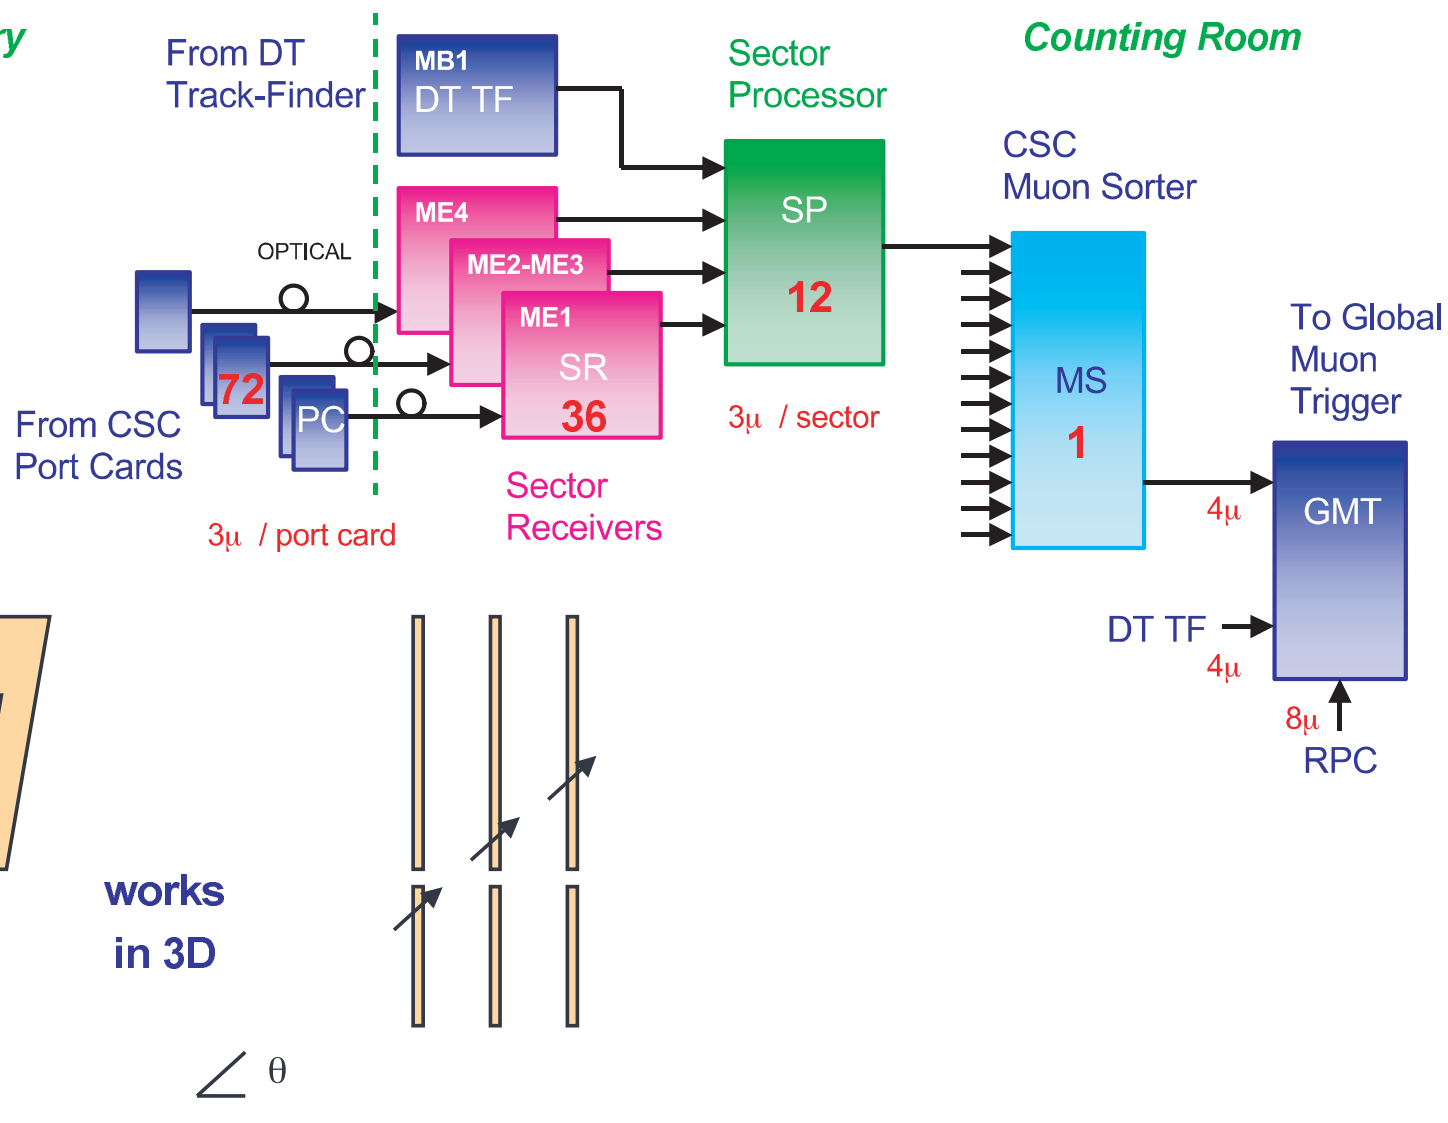 ry
From DT
Track-Finder
MB1
DT TF
Sector
Processor
Counting Room
CSC
Muon Sorter
ME4
SP
OPTICAL
ME2-ME3
12
ME1
SR
36
72
PC
MS
1
To Global
Muon
Trigger
From CSC
Port Cards
3μ / sector
Sector
Receivers
3μ / port card
4μ
GMT
DT TF
4μ
8μ
RPC
works
in 3D
θ